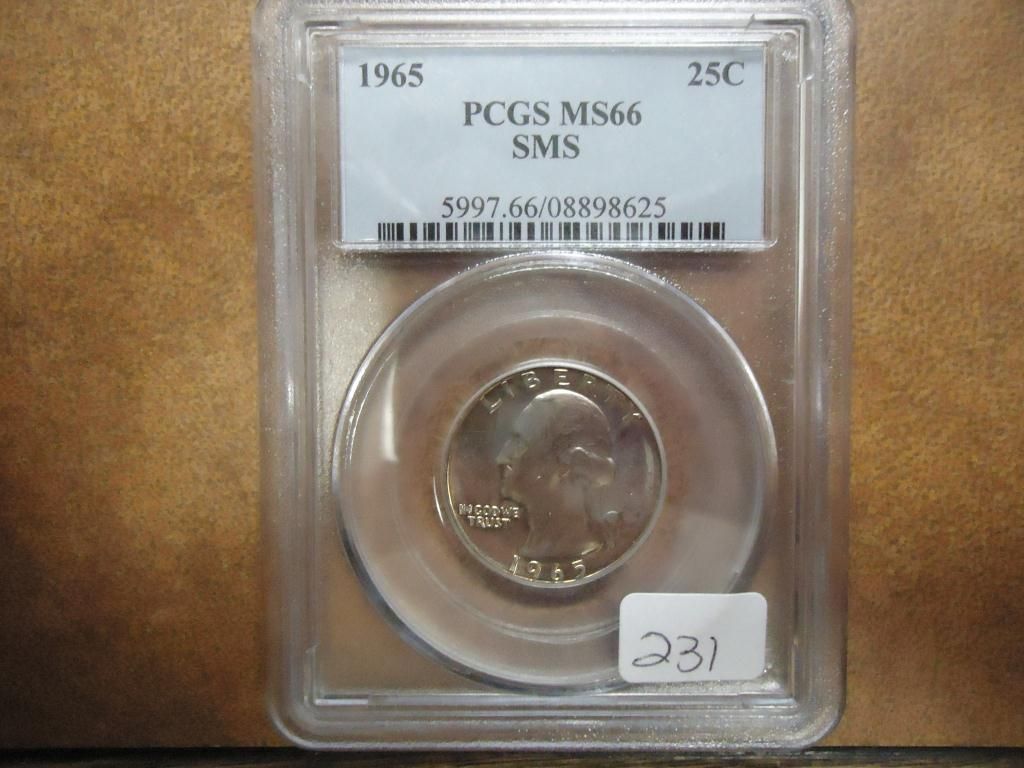 1965 25C
PCGS MS66
SMS
5997.66/08898625
LIBERTY
IN GOD WE
TRUST
1965
231